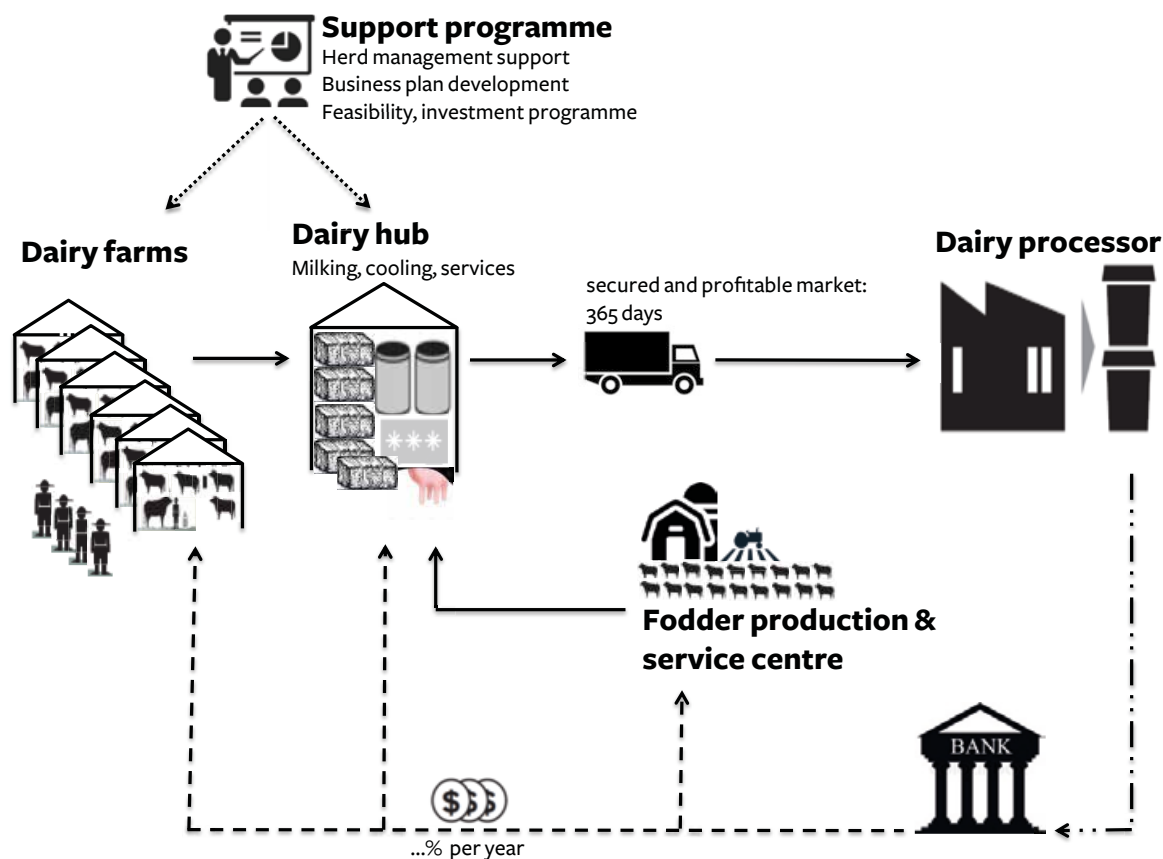 Support programme
Herd management support
Business plan development
Feasibility, investment programme
Dairy farms
Dairy hub
Milking, cooling, services
secured and profitable market:
365 days
Dairy processor
Fodder production &
service centre
BANK
$ $ $
...% per year